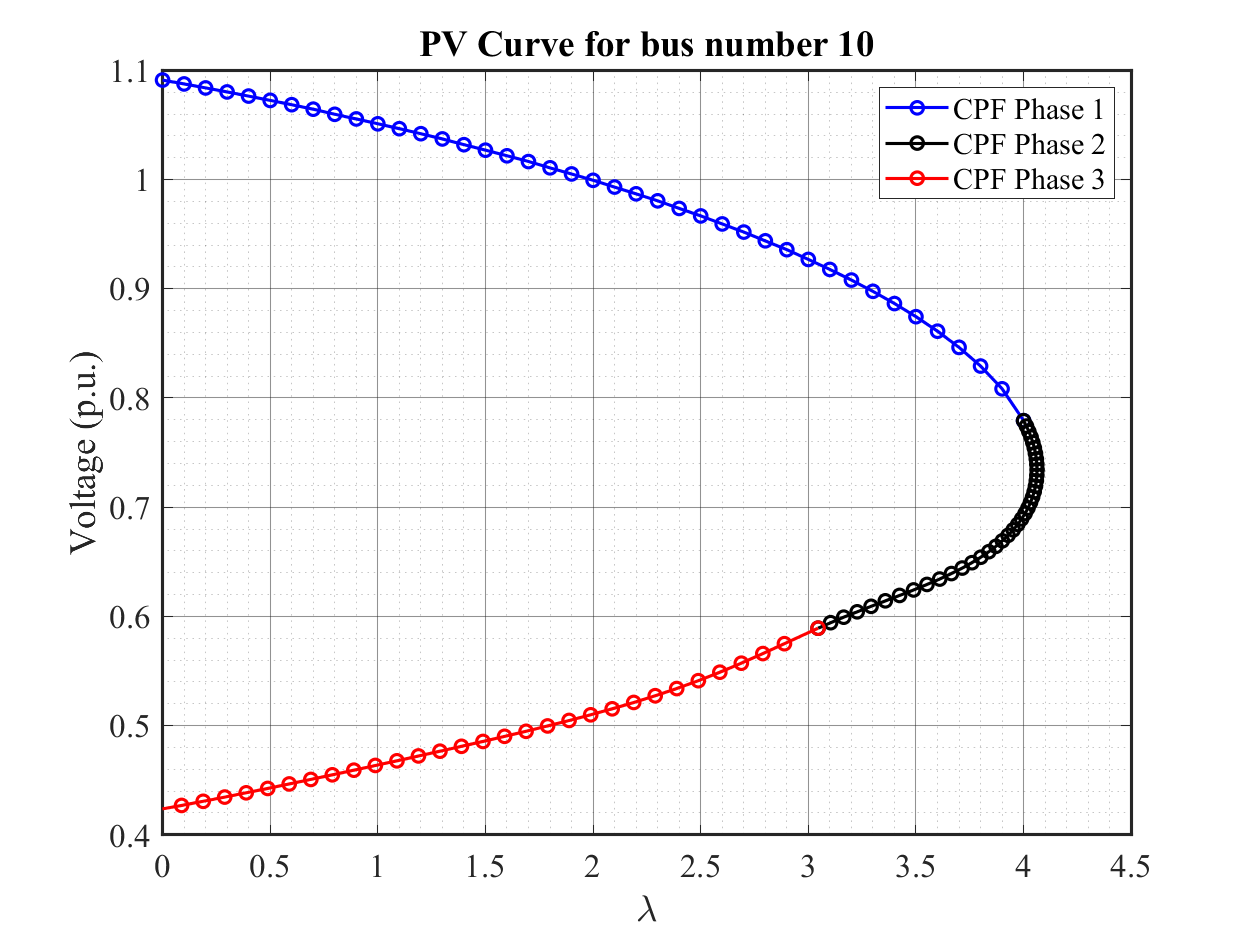 PV Curve for bus number 10
1.1
1
0.9
0.8
0.7
0.6
0.5
0.4
Voltage (p.u.)
CPF Phase 1
CPF Phase 2
CPF Phase 3
0 0.5 1 1.5 2 2.5 3 3.5 4 4.5
λ